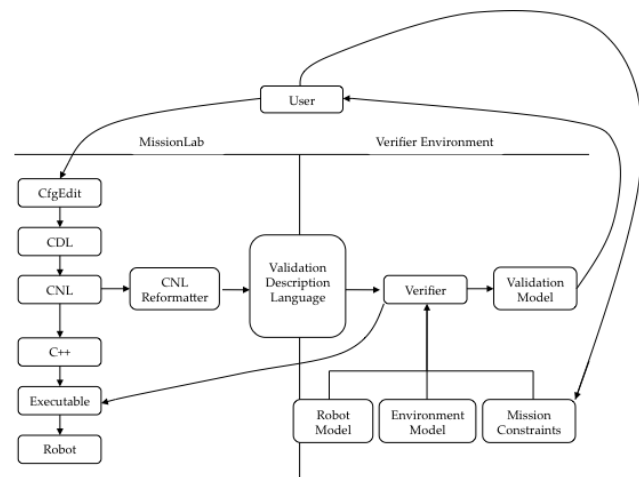 User
MissionLab
Verifier Environment
CfgEdit
CDL
CNL
CNL
Reformatter
Validation
Description
Language
Verifier
Validation
Model
C++
Executable
Robot
Robot
Model
Environment
Model
Mission
Constraints